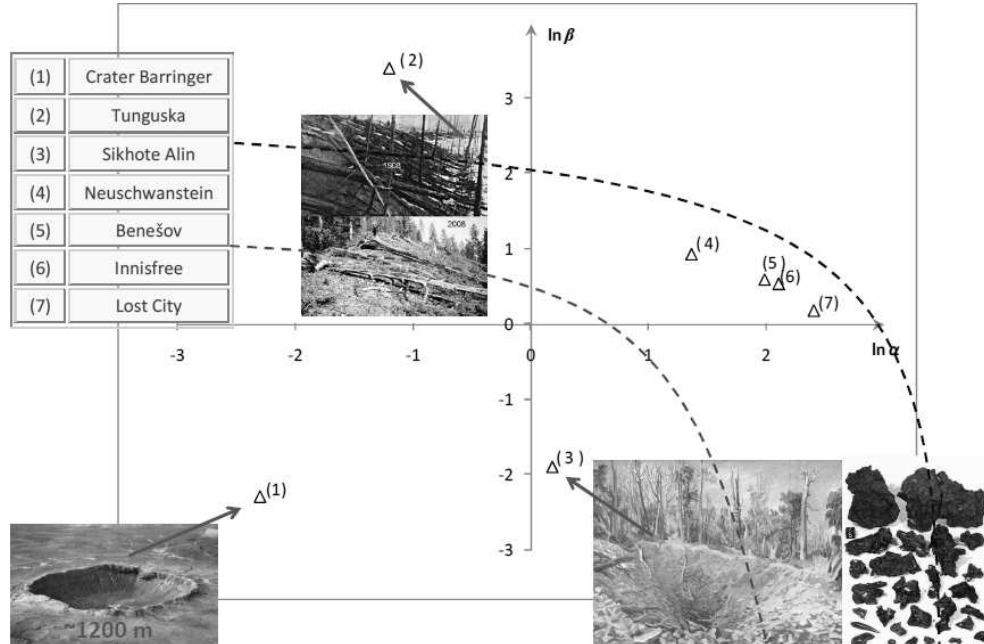 ln β
(1) Crater Barringer
(2) Tunguska
(3) Sikhote Alin
(4) Neuschwanstein
(5) Benešov
(6) Innisfree
(7) Lost City
(2)
3
2
1
0
-1
-2
-3
1908
2008
(4)
(5)
(6)
(7)
-3 -2 -1 0 1 2
ln α
(3 )
(1)
~1200 m